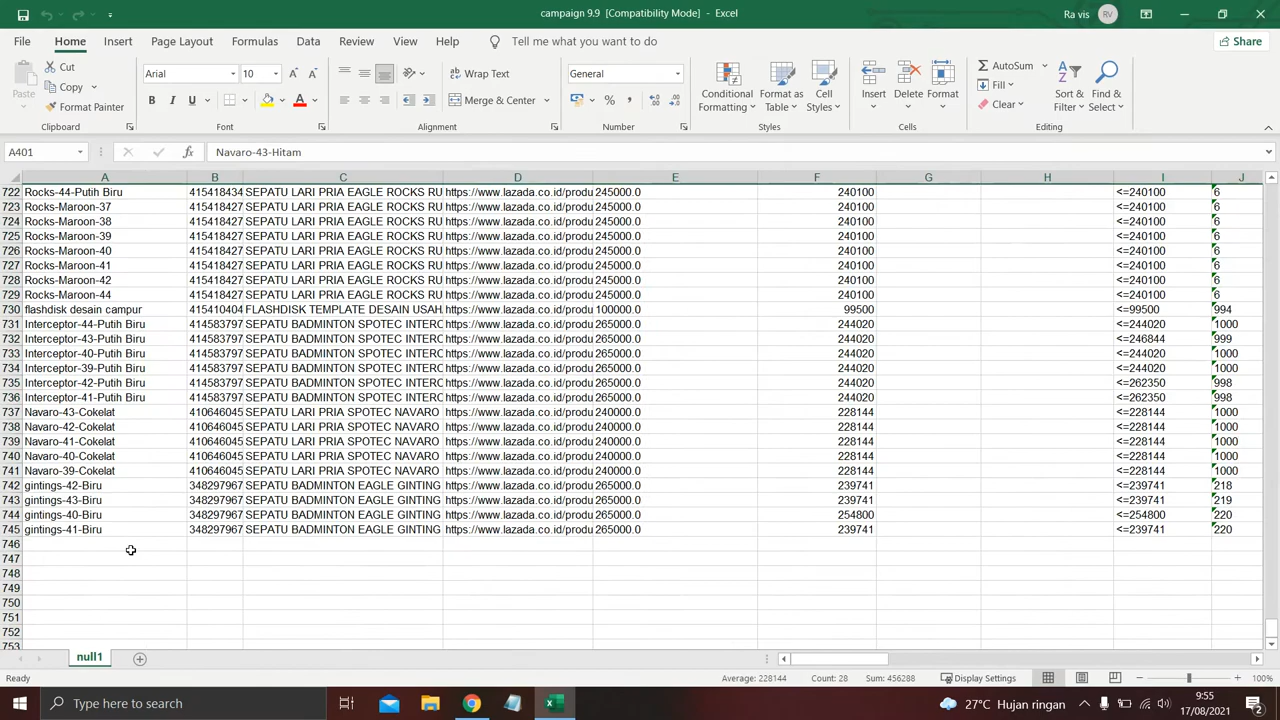 campaign 9.9 [Compatibility Mode] - Excel
Ra vis RV
File Home Insert Page Layout Formulas Data Review View Help Tell me what you want to do Share
Paste Cut Copy Format Painter Clipboard
Arial 10 B I U A Font
Wrap Text Merge & Center Alignment
General % , Number
Conditional Formatting Format as Table Cell Styles Styles
Insert Delete Format Cells
AutoSum Fill Clear Sort & Filter Find & Select Editing
A401 fx Navaro-43-Hitam
A B C D E F G H I J
722 Rocks-44-Putih Biru 415418434 SEPATU LARI PRIA EAGLE ROCKS RU https://www.lazada.co.id/produ 245000.0 240100 <=240100 6
723 Rocks-Maroon-37 415418427 SEPATU LARI PRIA EAGLE ROCKS RU https://www.lazada.co.id/produ 245000.0 240100 <=240100 6
724 Rocks-Maroon-38 415418427 SEPATU LARI PRIA EAGLE ROCKS RU https://www.lazada.co.id/produ 245000.0 240100 <=240100 6
725 Rocks-Maroon-39 415418427 SEPATU LARI PRIA EAGLE ROCKS RU https://www.lazada.co.id/produ 245000.0 240100 <=240100 6
726 Rocks-Maroon-40 415418427 SEPATU LARI PRIA EAGLE ROCKS RU https://www.lazada.co.id/produ 245000.0 240100 <=240100 6
727 Rocks-Maroon-41 415418427 SEPATU LARI PRIA EAGLE ROCKS RU https://www.lazada.co.id/produ 245000.0 240100 <=240100 6
728 Rocks-Maroon-42 415418427 SEPATU LARI PRIA EAGLE ROCKS RU https://www.lazada.co.id/produ 245000.0 240100 <=240100 6
729 Rocks-Maroon-44 415418427 SEPATU LARI PRIA EAGLE ROCKS RU https://www.lazada.co.id/produ 245000.0 240100 <=240100 6
730 flashdisk desain campur 415410404 FLASHDISK TEMPLATE DESAIN USAH https://www.lazada.co.id/produ 100000.0 99500 <=99500 994
731 Interceptor-44-Putih Biru 414583797 SEPATU BADMINTON SPOTEC INTERC https://www.lazada.co.id/produ 265000.0 244020 <=244020 1000
732 Interceptor-43-Putih Biru 414583797 SEPATU BADMINTON SPOTEC INTERC https://www.lazada.co.id/produ 265000.0 244020 <=246844 999
733 Interceptor-40-Putih Biru 414583797 SEPATU BADMINTON SPOTEC INTERC https://www.lazada.co.id/produ 265000.0 244020 <=244020 1000
734 Interceptor-39-Putih Biru 414583797 SEPATU BADMINTON SPOTEC INTERC https://www.lazada.co.id/produ 265000.0 244020 <=244020 1000
735 Interceptor-42-Putih Biru 414583797 SEPATU BADMINTON SPOTEC INTERC https://www.lazada.co.id/produ 265000.0 244020 <=262350 998
736 Interceptor-41-Putih Biru 414583797 SEPATU BADMINTON SPOTEC INTERC https://www.lazada.co.id/produ 265000.0 244020 <=262350 998
737 Navaro-43-Cokelat 410646045 SEPATU LARI PRIA SPOTEC NAVARO https://www.lazada.co.id/produ 240000.0 228144 <=228144 1000
738 Navaro-42-Cokelat 410646045 SEPATU LARI PRIA SPOTEC NAVARO https://www.lazada.co.id/produ 240000.0 228144 <=228144 1000
739 Navaro-41-Cokelat 410646045 SEPATU LARI PRIA SPOTEC NAVARO https://www.lazada.co.id/produ 240000.0 228144 <=228144 1000
740 Navaro-40-Cokelat 410646045 SEPATU LARI PRIA SPOTEC NAVARO https://www.lazada.co.id/produ 240000.0 228144 <=228144 1000
741 Navaro-39-Cokelat 410646045 SEPATU LARI PRIA SPOTEC NAVARO https://www.lazada.co.id/produ 240000.0 228144 <=228144 1000
742 gintings-42-Biru 348297967 SEPATU BADMINTON EAGLE GINTING https://www.lazada.co.id/produ 265000.0 239741 <=239741 218
743 gintings-43-Biru 348297967 SEPATU BADMINTON EAGLE GINTING https://www.lazada.co.id/produ 265000.0 239741 <=239741 219
744 gintings-40-Biru 348297967 SEPATU BADMINTON EAGLE GINTING https://www.lazada.co.id/produ 265000.0 254800 <=254800 220
745 gintings-41-Biru 348297967 SEPATU BADMINTON EAGLE GINTING https://www.lazada.co.id/produ 265000.0 239741 <=239741 220
746
747
748
749
750
751
752
753
null1
Ready Average: 228144 Count: 28 Sum: 456288 Display Settings 100%
Type here to search 27°C Hujan ringan 9:55
17/08/2021 2